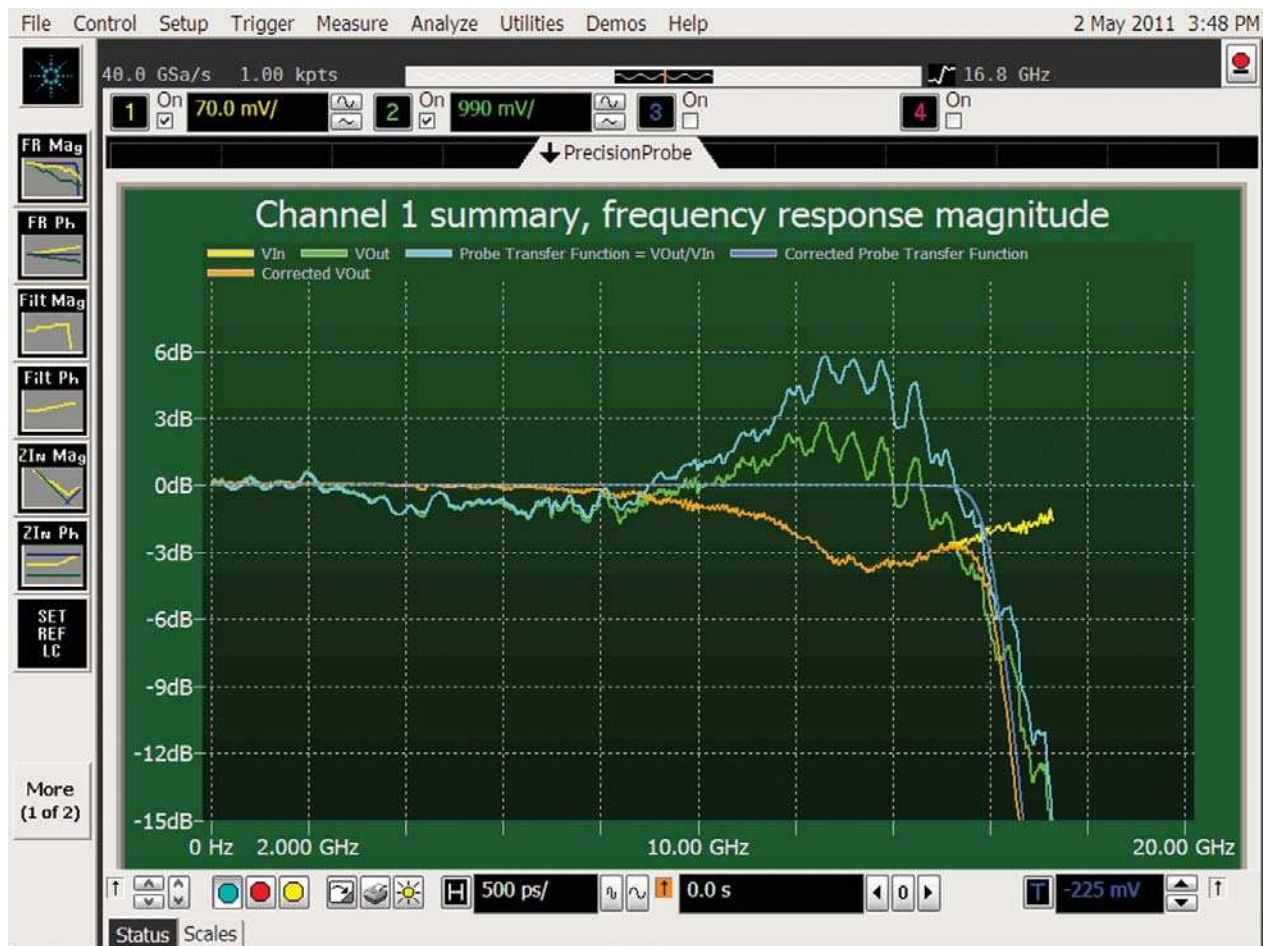 File Control Setup Trigger Measure Analyze Utilities Demos Help 2 May 2011 3:48 PM
40.0 GSa/s 1.00 kpts 16.8 GHz
1 On 70.0 mV/ 2 On 990 mV/ 3 On 4 On
PrecisionProbe
FR Mag
FR Ph
Filt Mag
Filt Ph
ZIN Mag
ZIN Ph
SET
REF
LC
More
(1 of 2)
Channel 1 summary, frequency response magnitude
VIn VOut Probe Transfer Function = VOut/VIn Corrected Probe Transfer Function
Corrected VOut
6dB
3dB
0dB
-3dB
-6dB
-9dB
-12dB
-15dB
0 Hz 2.000 GHz 10.00 GHz 20.00 GHz
H 500 ps/ 0.0 s 0 T -225 mV
Status Scales